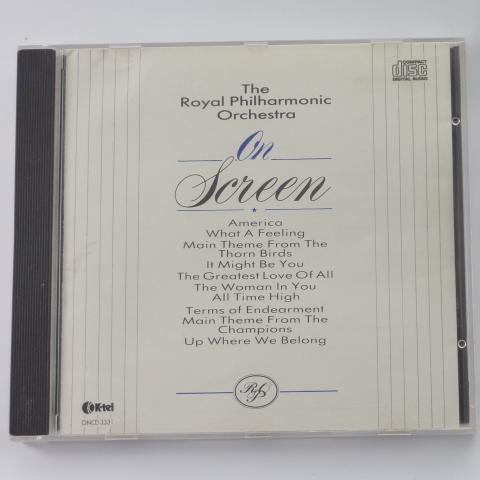 COMPACT
disc
DIGITAL AUDIO
The
Royal Philharmonic
Orchestra
On
Screen
America
What A Feeling
Main Theme From The
Thorn Birds
It Might Be You
The Greatest Love Of All
The Woman In You
All Time High
Terms of Endearment
Main Theme From The
Champions
Up Where We Belong
RPO
K-tel
ONCD 3331